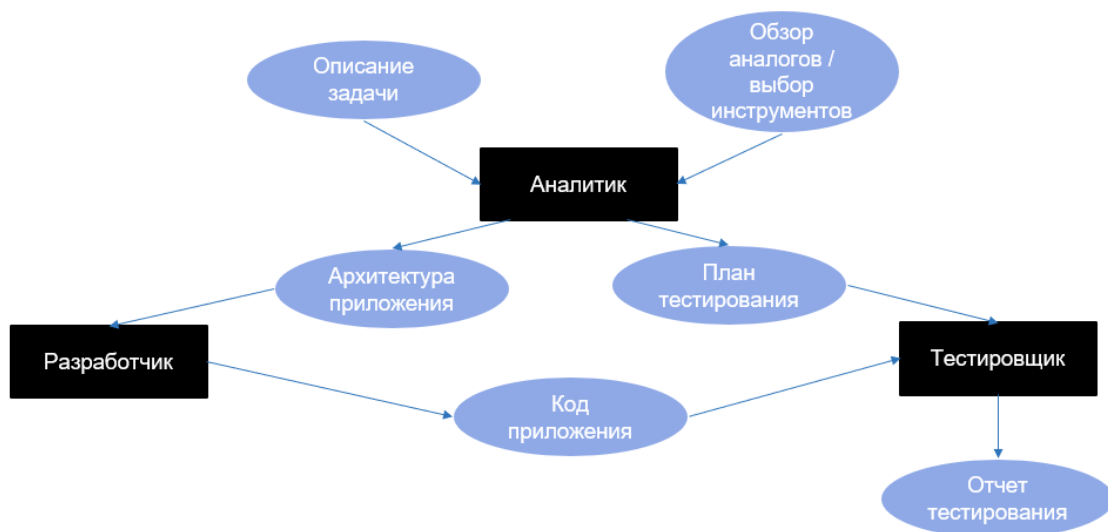 Описание
задачи
Обзор
аналогов /
выбор
инструментов
Аналитик
Архитектура
приложения
План
тестирования
Разработчик
Тестировщик
Код
приложения
Отчет
тестирования